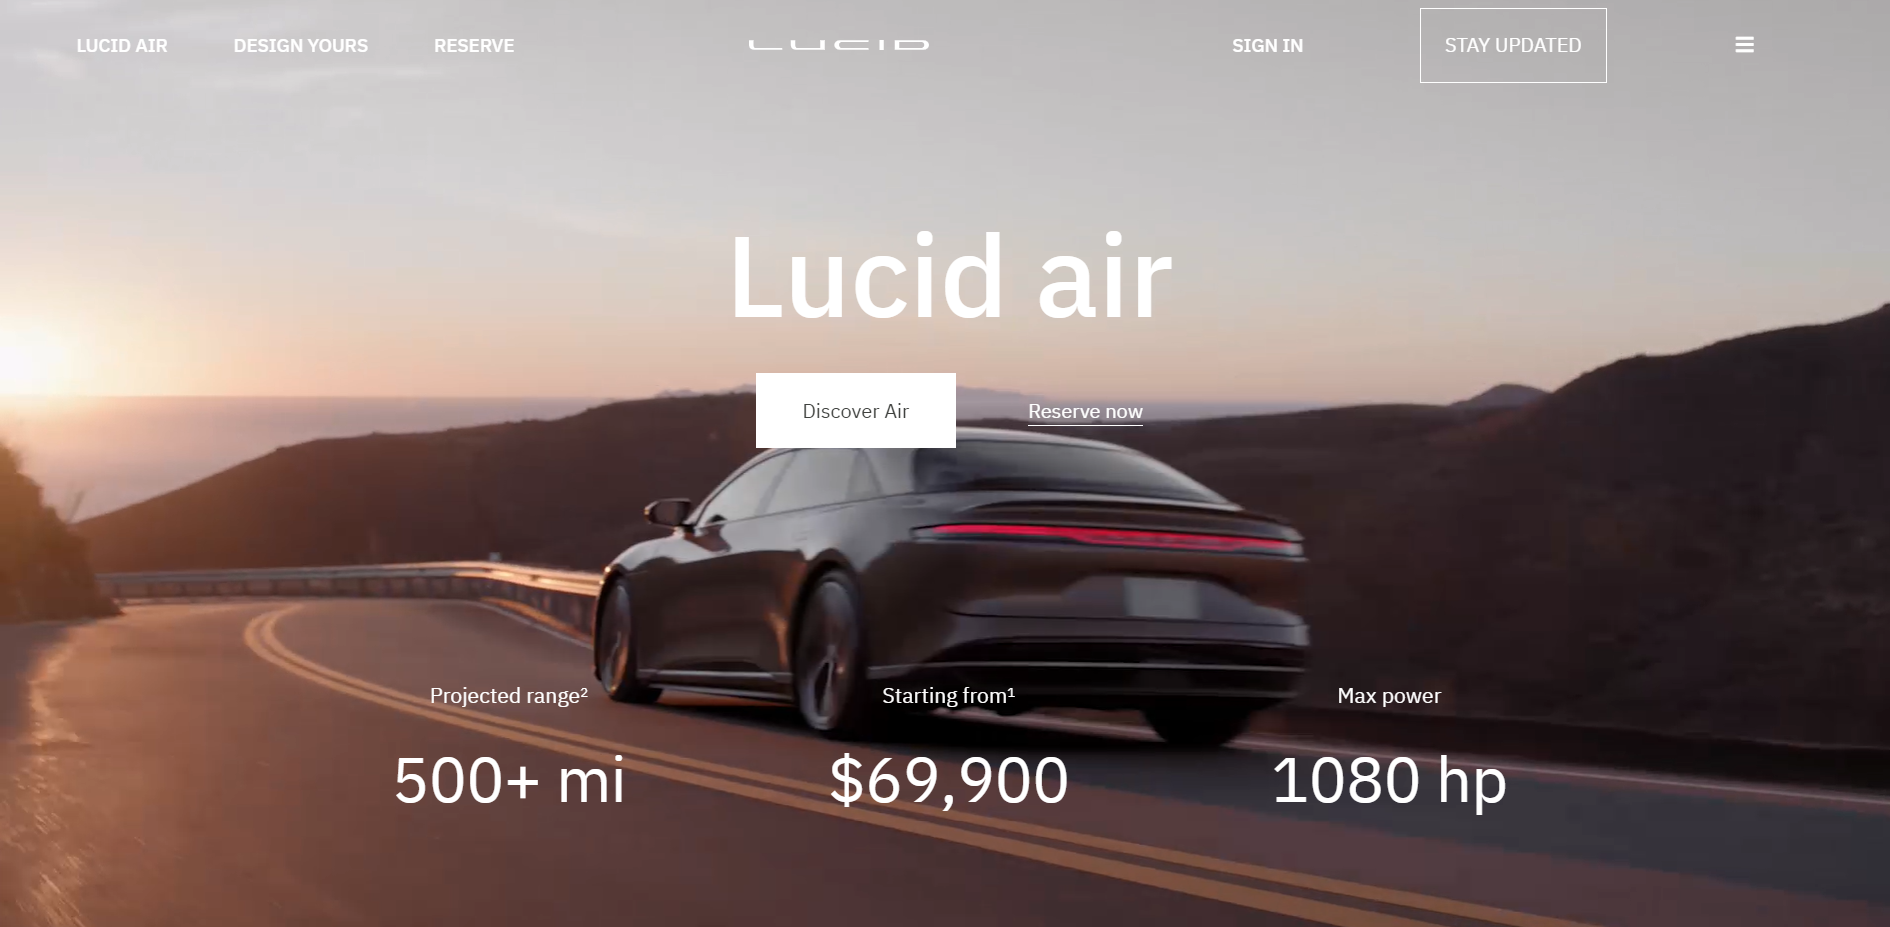 LUCID AIR DESIGN YOURS RESERVE LUCID SIGN IN STAY UPDATED
Lucid air
Discover Air Reserve now
Projected range² Starting from¹ Max power
500+ mi $69,900 1080 hp